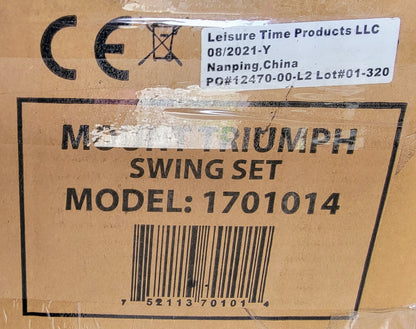 CE
Leisure Time Products LLC
08/2021-Y
Nanping,China
PO#12470-00-L2 Lot#01-320
MOUNT TRIUMPH
SWING SET
MODEL: 1701014
7 52113 70101 4